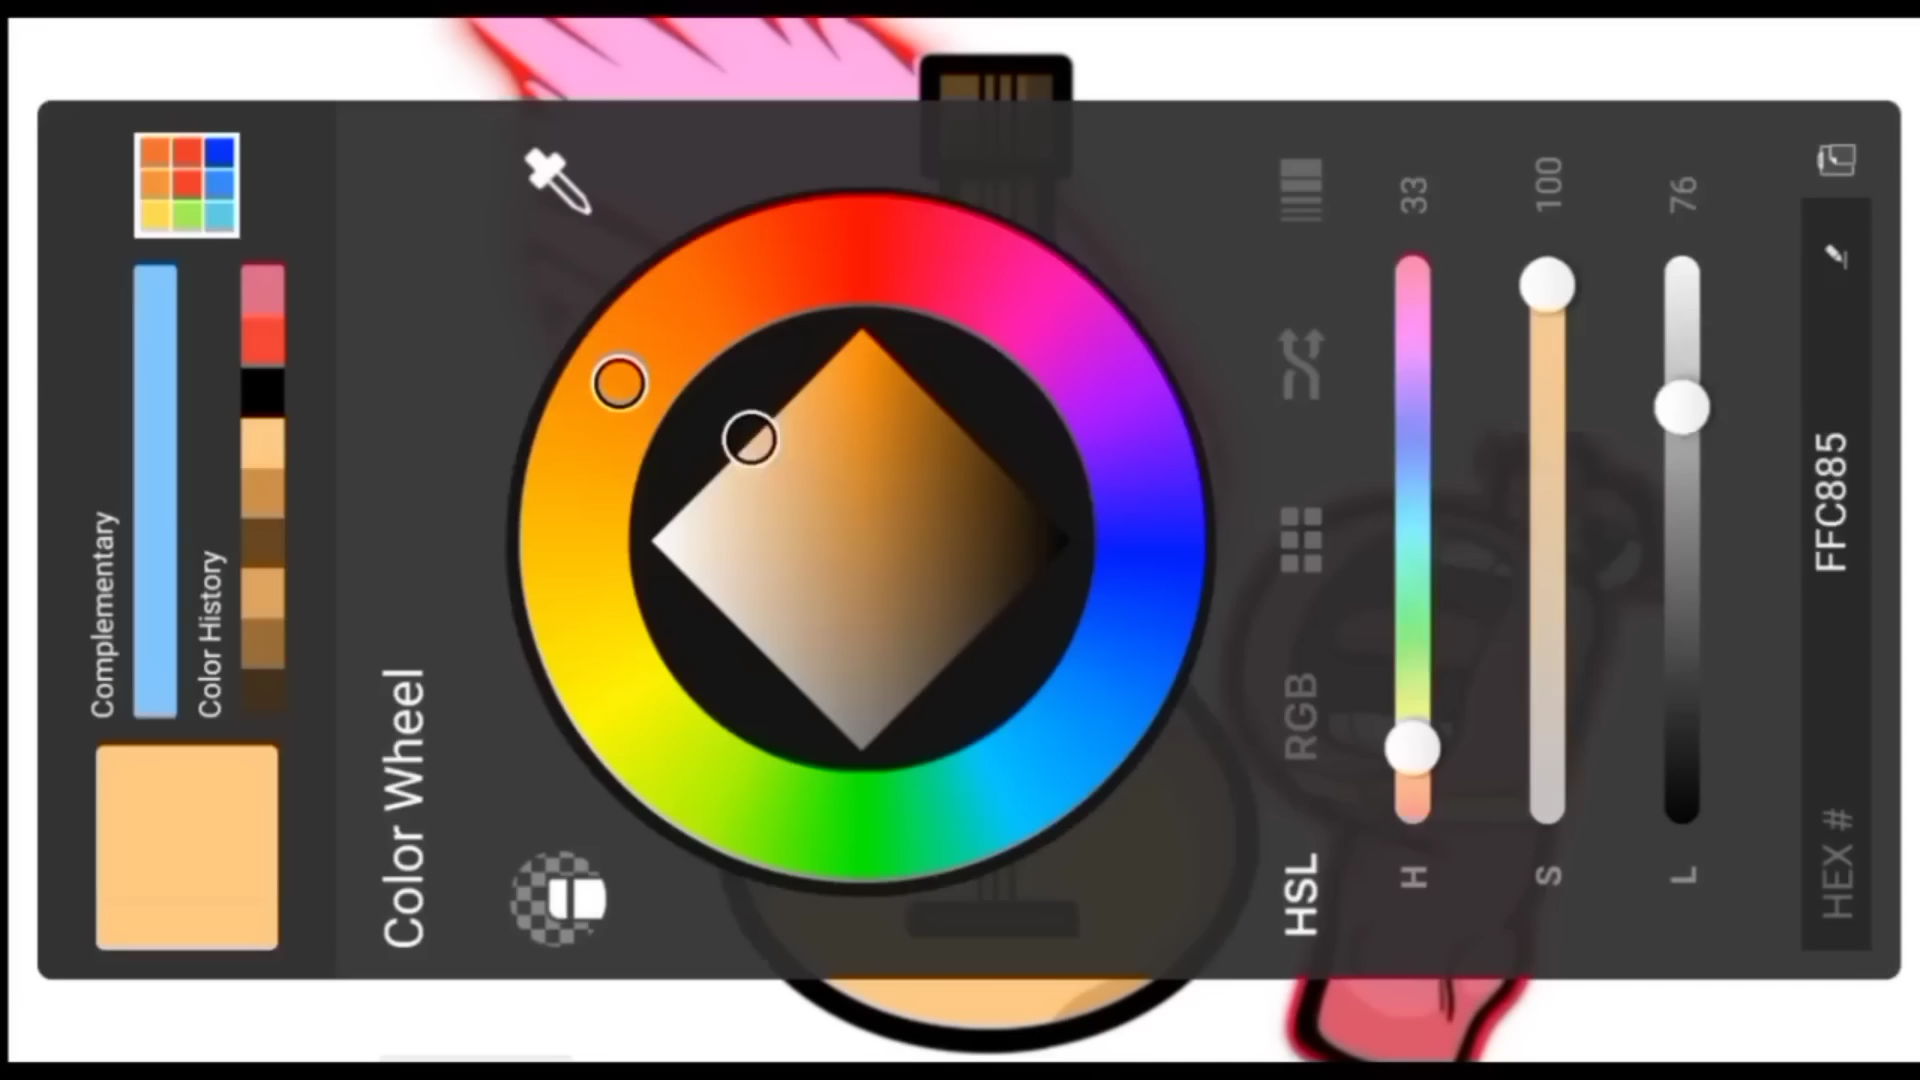 Complementary
Color History
Color Wheel
HSL
RGB
H
33
S
100
L
76
HEX #
FFC885